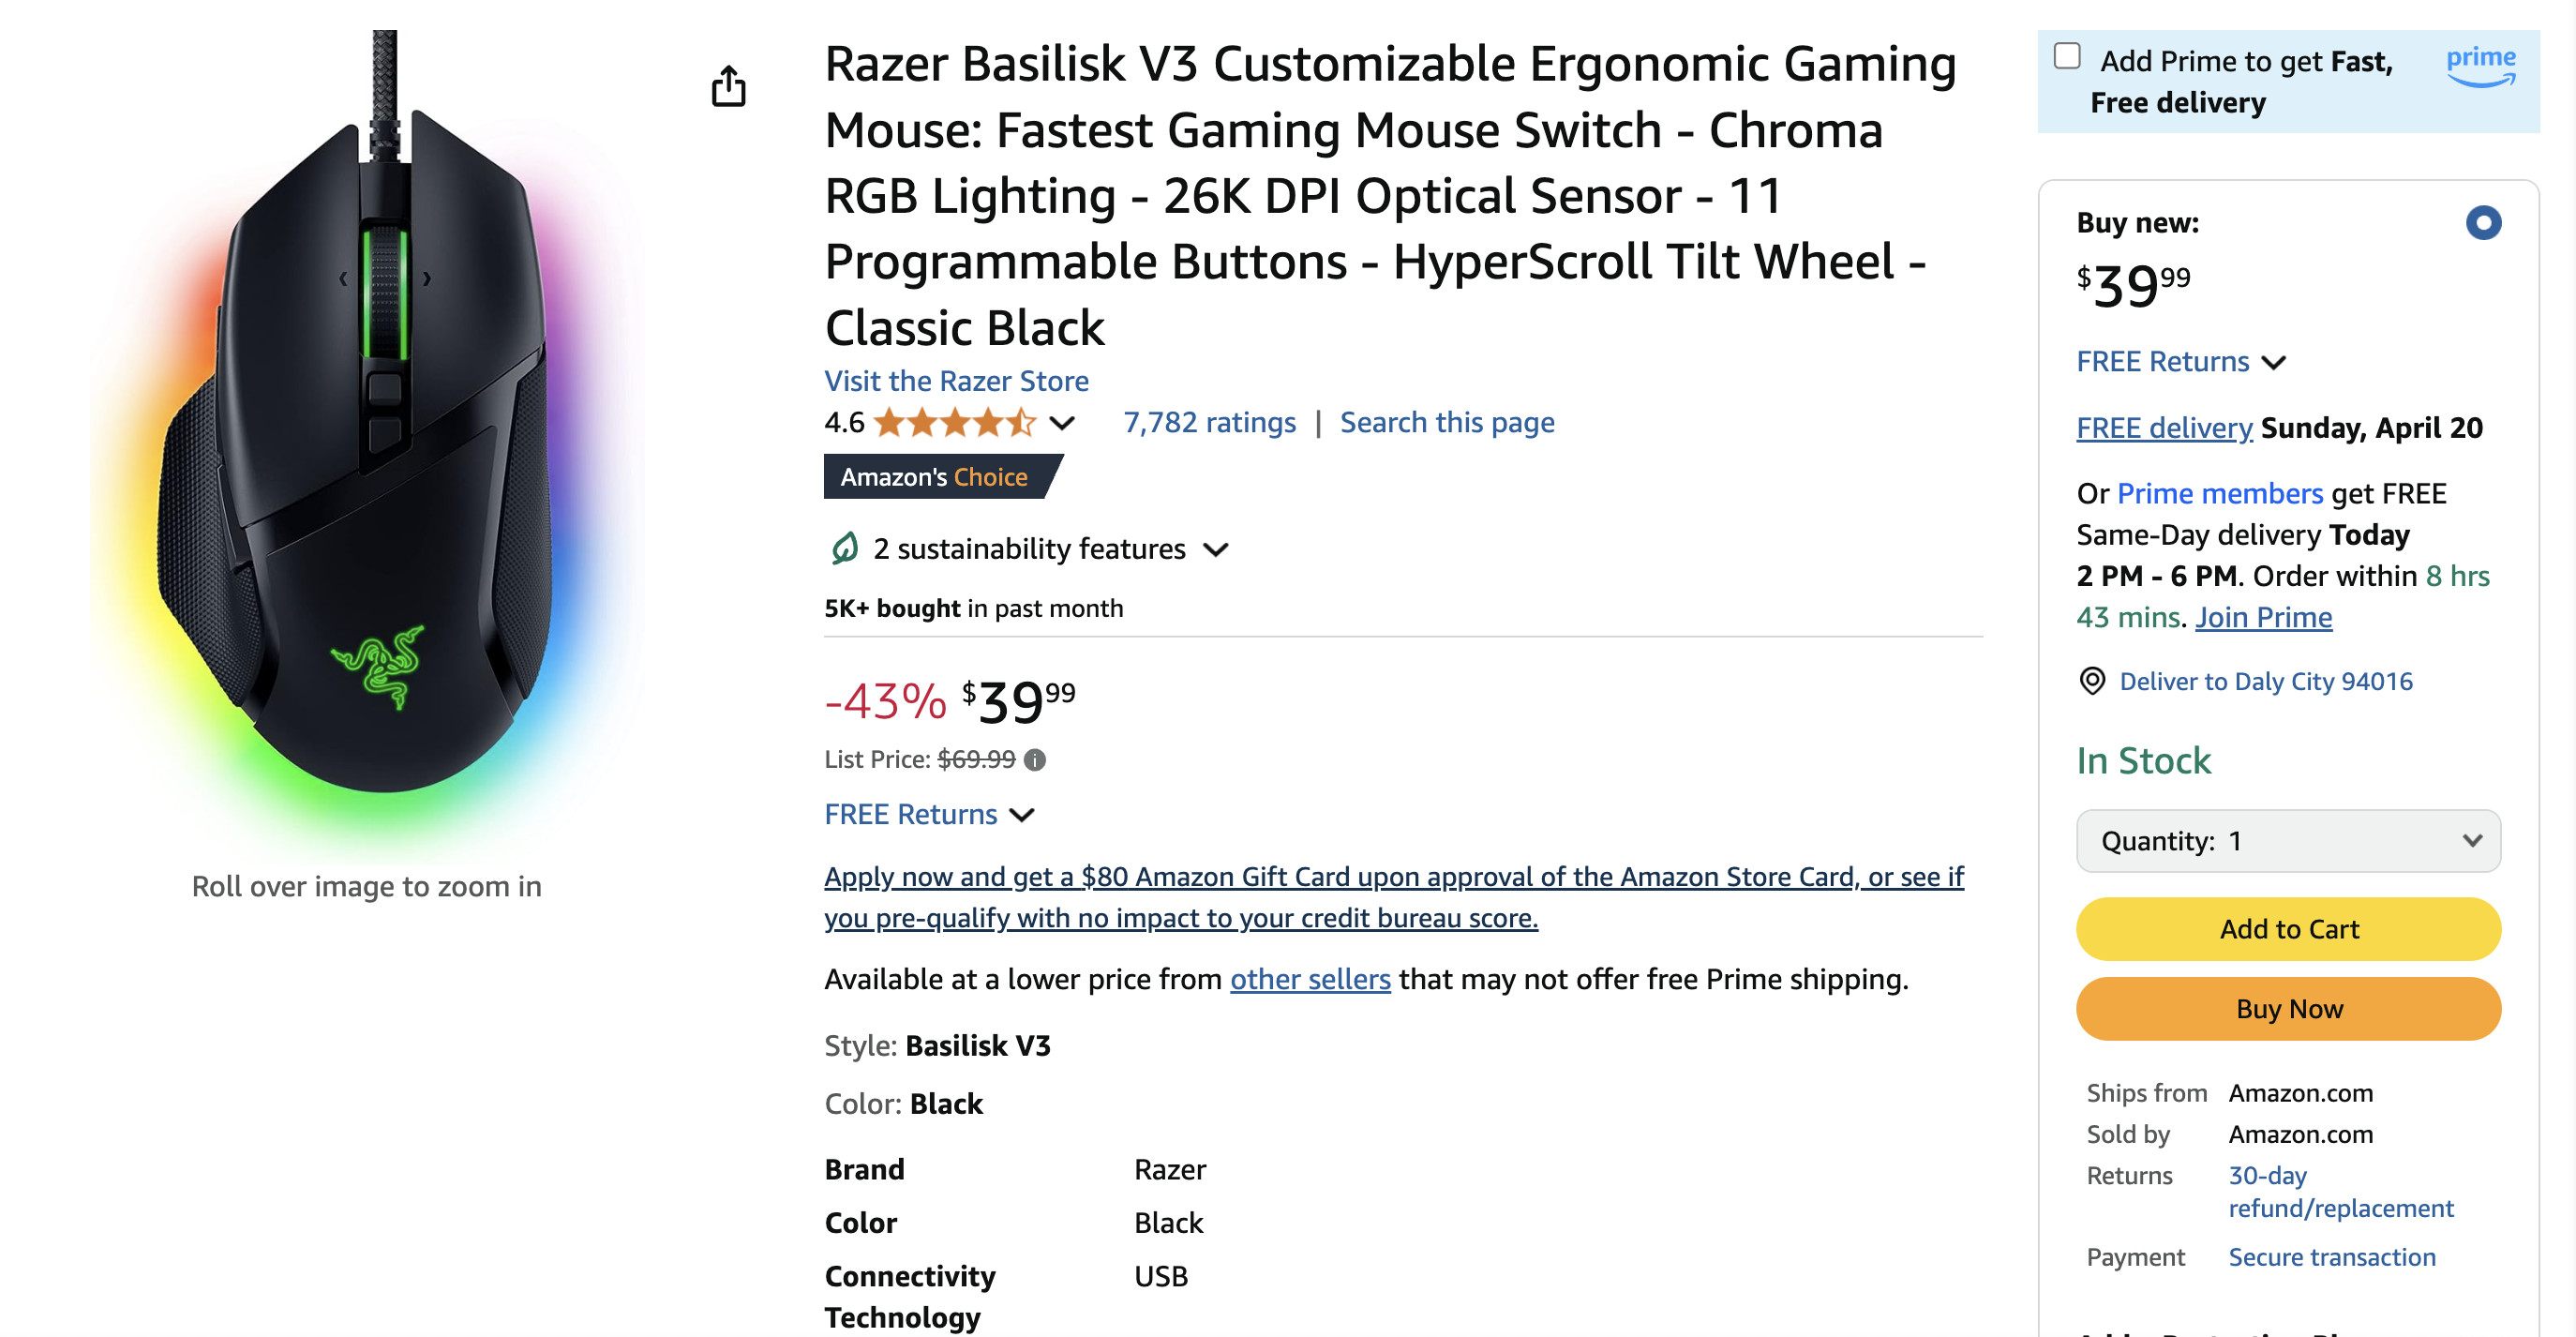 Razer Basilisk V3 Customizable Ergonomic Gaming
Mouse: Fastest Gaming Mouse Switch - Chroma
RGB Lighting - 26K DPI Optical Sensor - 11
Programmable Buttons - HyperScroll Tilt Wheel -
Classic Black
Visit the Razer Store
4.6 7,782 ratings | Search this page
Amazon's Choice
2 sustainability features
5K+ bought in past month
-43% $39.99
List Price: $69.99
FREE Returns
Apply now and get a $80 Amazon Gift Card upon approval of the Amazon Store Card, or see if
you pre-qualify with no impact to your credit bureau score.
Available at a lower price from other sellers that may not offer free Prime shipping.
Style: Basilisk V3
Color: Black
Brand Razer
Color Black
Connectivity USB
Technology
Roll over image to zoom in
Add Prime to get Fast, prime
Free delivery
Buy new:
$39.99
FREE Returns
FREE delivery Sunday, April 20
Or Prime members get FREE
Same-Day delivery Today
2 PM - 6 PM. Order within 8 hrs
43 mins. Join Prime
Deliver to Daly City 94016
In Stock
Quantity: 1
Add to Cart
Buy Now
Ships from Amazon.com
Sold by Amazon.com
Returns 30-day
refund/replacement
Payment Secure transaction